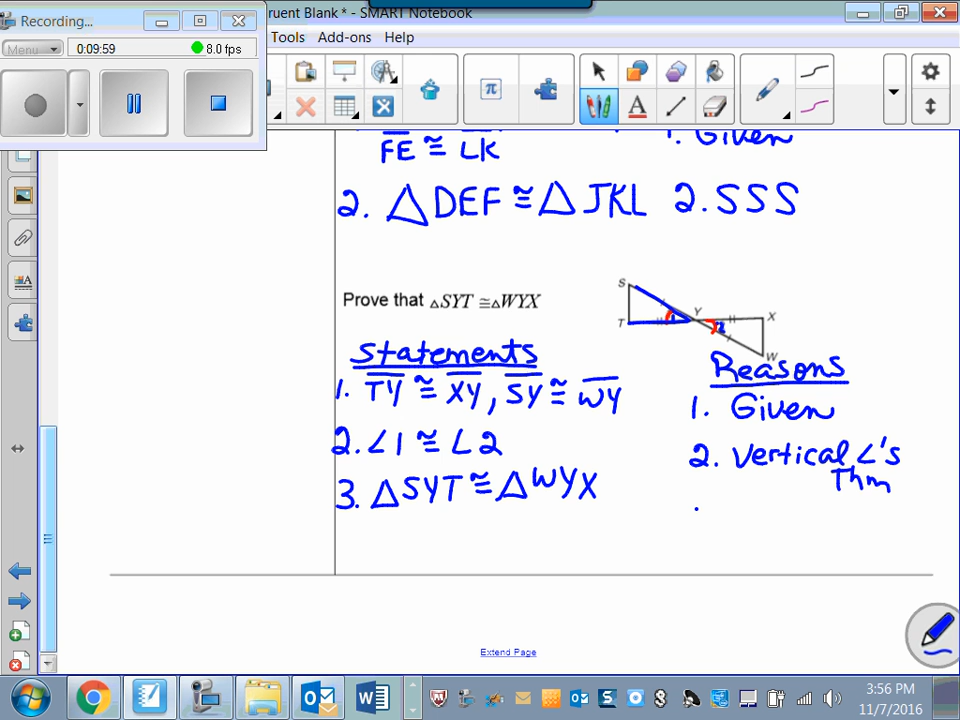 Recording...
ruent Blank * - SMART Notebook
Menu
0:09:59
8.0 fps
Tools Add-ons Help
FE ≅ LK
1. Given
2. △DEF ≅ △JKL
2. SSS
Prove that △SYT ≅ △WYX
S
T
Y
X
W
1
2
Statements
Reasons
1. TY ≅ XY, SY ≅ WY
1. Given
2. ∠1 ≅ ∠2
2. Vertical ∠'s
Thm
3. △SYT ≅ △WYX
Extend Page
3:56 PM
11/7/2016